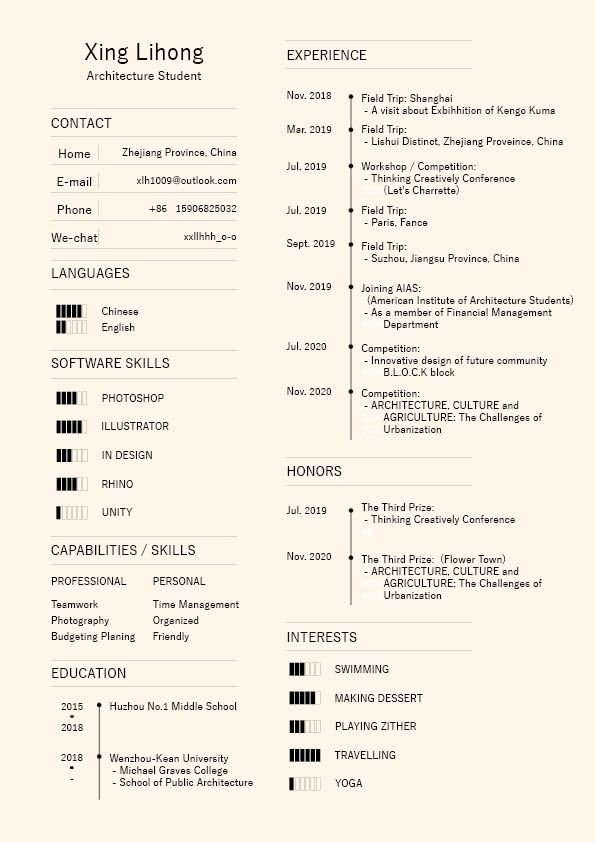 Xing Lihong
Architecture Student
CONTACT
Home Zhejiang Province, China
E-mail xlh1009@outlook.com
Phone +86 15906825032
We-chat xxllhhh_o-o
LANGUAGES
Chinese
English
SOFTWARE SKILLS
PHOTOSHOP
ILLUSTRATOR
IN DESIGN
RHINO
UNITY
CAPABILITIES / SKILLS
PROFESSIONAL PERSONAL
Teamwork Time Management
Photography Organized
Budgeting Planing Friendly
EDUCATION
2015 Huzhou No.1 Middle School
-
2018
2018 Wenzhou-Kean University
- - Michael Graves College
- - School of Public Architecture
EXPERIENCE
Nov. 2018 Field Trip: Shanghai
- A visit about Exbihhition of Kengo Kuma
Mar. 2019 Field Trip:
- Lishui Distinct, Zhejiang Proveince, China
Jul. 2019 Workshop / Competition:
- Thinking Creatively Conference
(Let's Charrette)
Jul. 2019 Field Trip:
- Paris, Fance
Sept. 2019 Field Trip:
- Suzhou, Jiangsu Province, China
Nov. 2019 Joining AIAS:
(American Institute of Architecture Students)
- As a member of Financial Management
Department
Jul. 2020 Competition:
- Innovative design of future community
B.L.O.C.K block
Nov. 2020 Competition:
- ARCHITECTURE, CULTURE and
AGRICULTURE: The Challenges of
Urbanization
HONORS
Jul. 2019 The Third Prize:
- Thinking Creatively Conference
Nov. 2020 The Third Prize: (Flower Town)
- ARCHITECTURE, CULTURE and
AGRICULTURE: The Challenges of
Urbanization
INTERESTS
SWIMMING
MAKING DESSERT
PLAYING ZITHER
TRAVELLING
YOGA